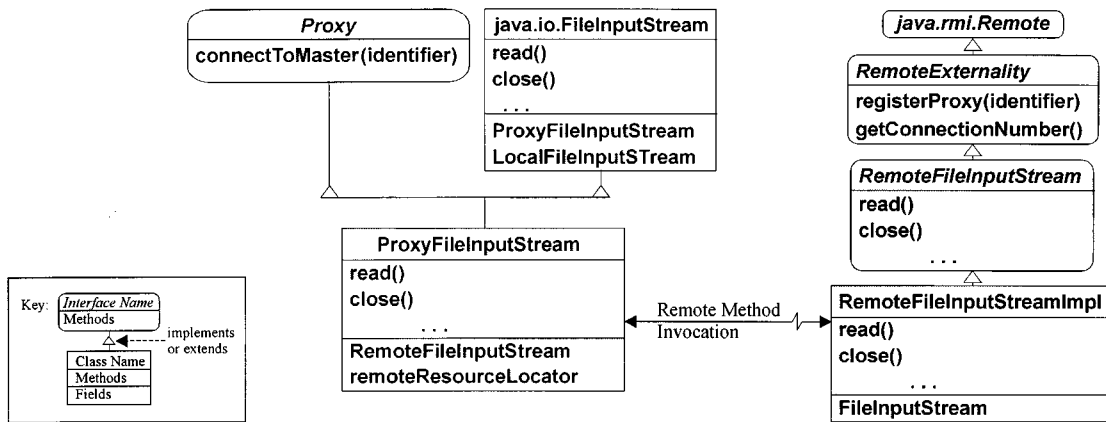 Proxy
connectToMaster(identifier)
java.io.FileInputStream
read()
close()
...
ProxyFileInputStream
LocalFileInputSTream
java.rmi.Remote
RemoteExternality
registerProxy(identifier)
getConnectionNumber()
RemoteFileInputStream
read()
close()
...
ProxyFileInputStream
read()
close()
...
RemoteFileInputStream
remoteResourceLocator
Remote Method
Invocation
RemoteFileInputStreamImpl
read()
close()
...
FileInputStream
Key:
Interface Name
Methods
implements
or extends
Class Name
Methods
Fields